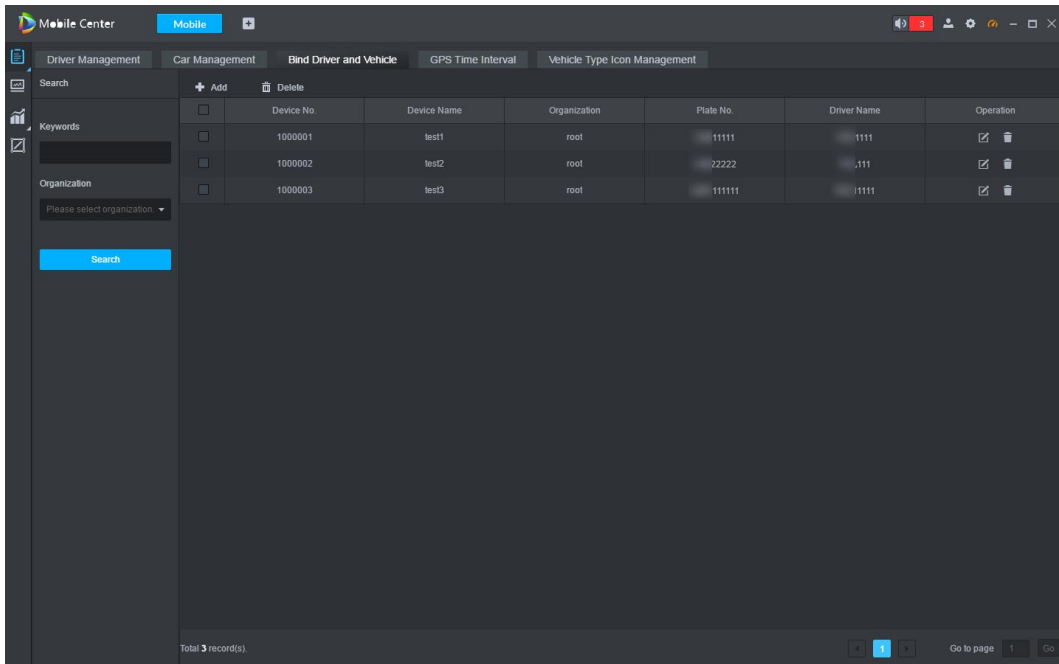 Mobile Center
Mobile
3
Driver Management
Car Management
Bind Driver and Vehicle
GPS Time Interval
Vehicle Type Icon Management
Search
Add
Delete
Keywords
Organization
Please select organization.
Search
Device No. Device Name Organization Plate No. Driver Name Operation
1000001 test1 root 11111 1111
1000002 test2 root 22222 ,111
1000003 test3 root 111111 1111
Total 3 record(s).
1
Go to page 1 Go